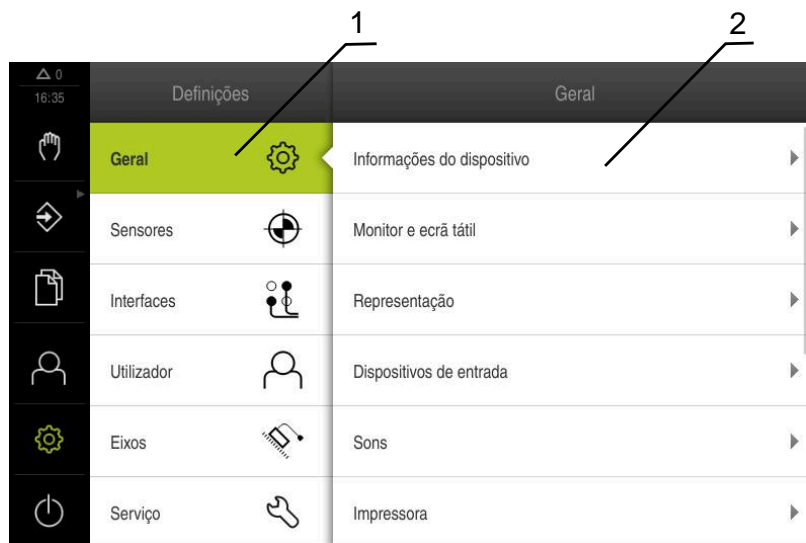 1
2
0
16:35
Definições
Geral
Geral
Informações do dispositivo
Sensores
Monitor e ecrã tátil
Interfaces
Representação
Utilizador
Dispositivos de entrada
Eixos
Sons
Serviço
Impressora